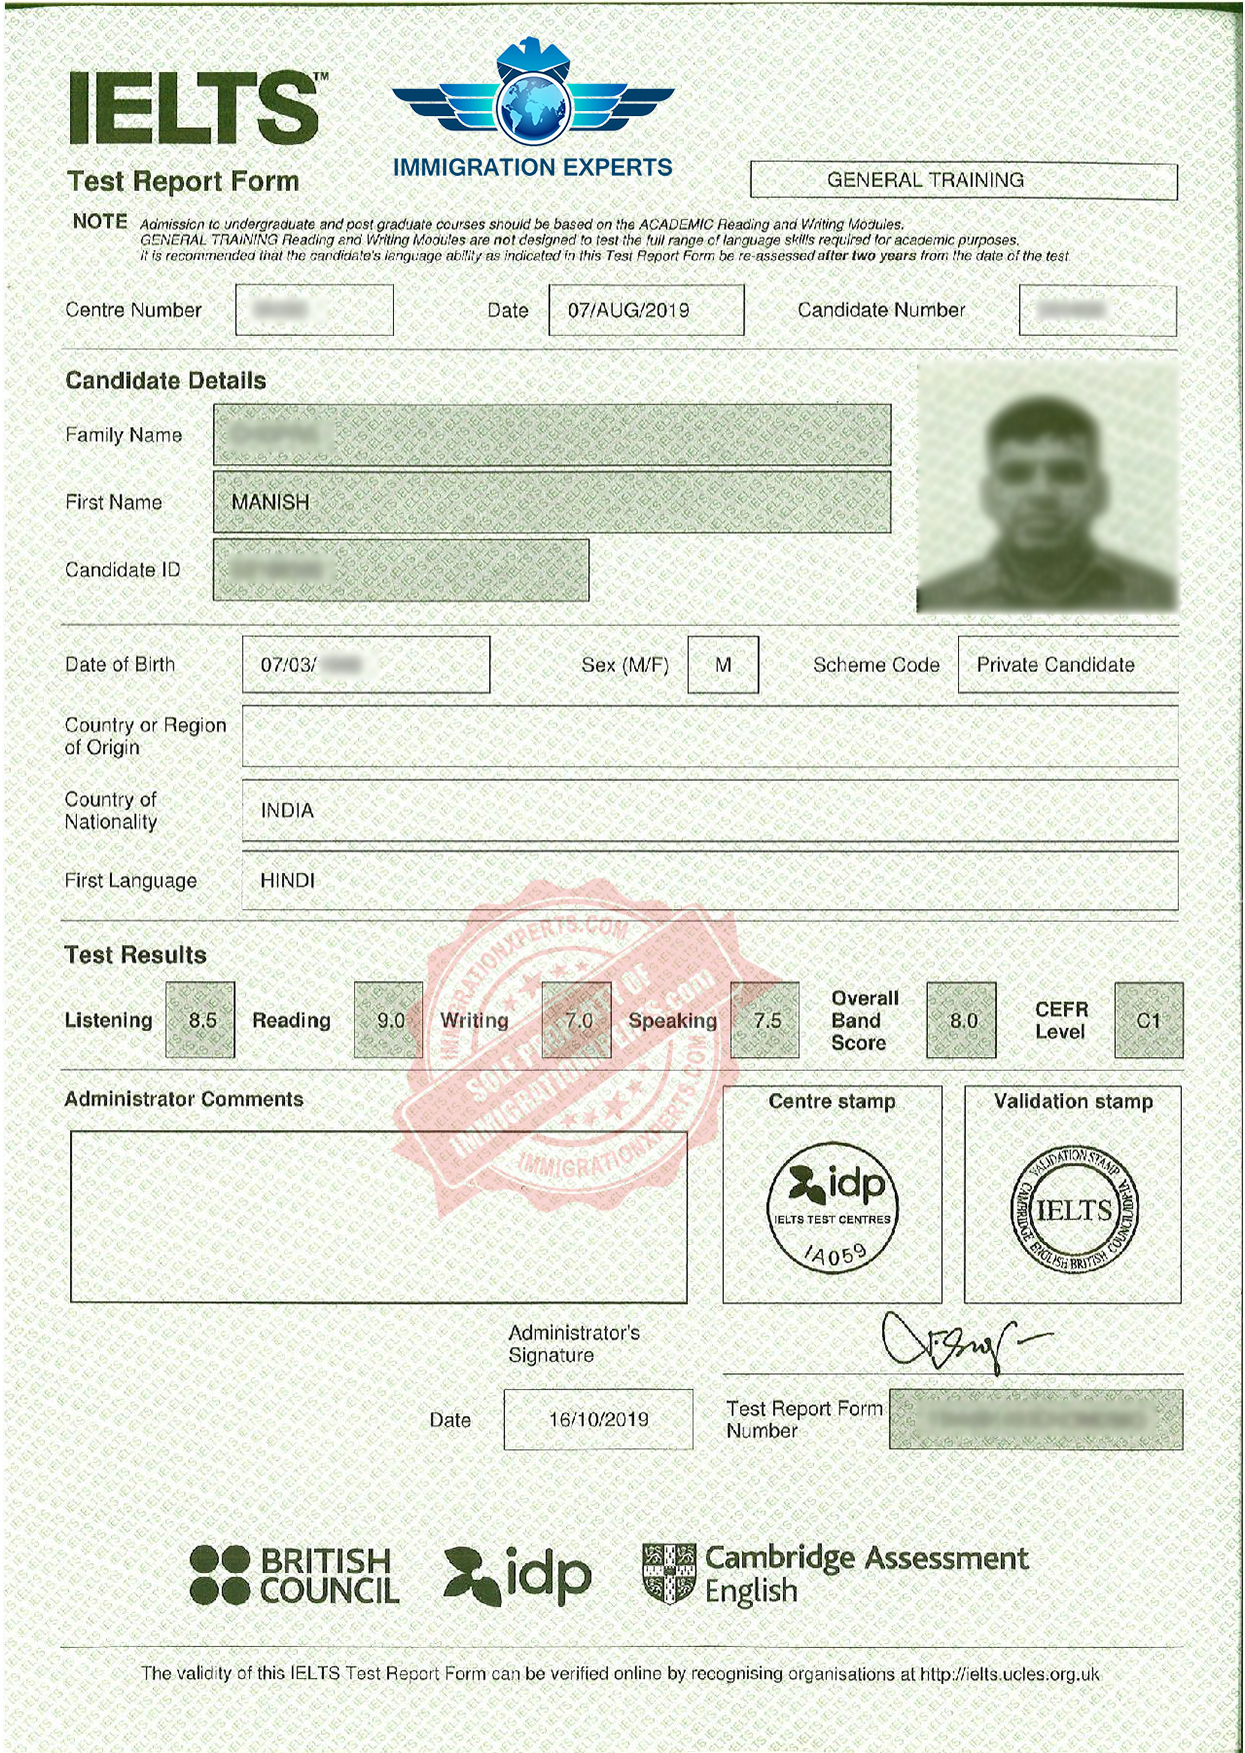 IELTS™
IMMIGRATION EXPERTS
Test Report Form
GENERAL TRAINING
NOTE Admission to undergraduate and post graduate courses should be based on the ACADEMIC Reading and Writing Modules.
GENERAL TRAINING Reading and Writing Modules are not designed to test the full range of language skills required for academic purposes.
It is recommended that the candidate's language ability as indicated in this Test Report Form be re-assessed after two years from the date of the test
Centre Number Date 07/AUG/2019 Candidate Number
Candidate Details
Family Name
First Name MANISH
Candidate ID
Date of Birth 07/03/ Sex (M/F) M Scheme Code Private Candidate
Country or Region
of Origin
Country of
Nationality
INDIA
First Language HINDI
Test Results
Listening 8.5 Reading 9.0 Writing 7.0 Speaking 7.5 Overall Band Score 8.0 CEFR Level C1
IMMIGRATIONXPERTS.COM
SOLE PROPERTY OF
IMMIGRATIONXPERTS.COM
Administrator Comments
Centre stamp
idp
IELTS TEST CENTRES
IA059
Validation stamp
VALIDATION STAMP
IELTS
CAMBRIDGE ENGLISH BRITISH COUNCIL IDP:IA
Administrator's
Signature
Date 16/10/2019
Test Report Form
Number
BRITISH
COUNCIL
idp
Cambridge Assessment
English
The validity of this IELTS Test Report Form can be verified online by recognising organisations at http://ielts.ucles.org.uk